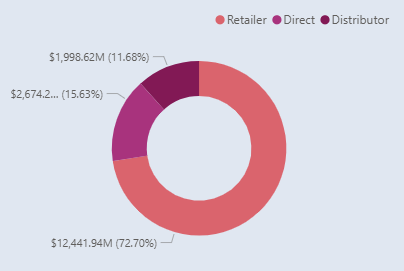 Retailer Direct Distributor
$1,998.62M (11.68%)
$2,674.2... (15.63%)
$12,441.94M (72.70%)